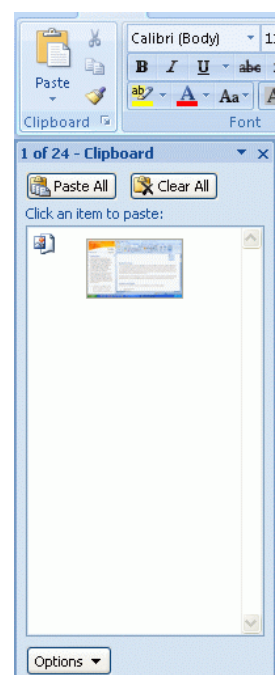 Calibri (Body) 11
Paste
B I U abe
ab A Aa A
Clipboard Font
1 of 24 - Clipboard
Paste All Clear All
Click an item to paste:
Options